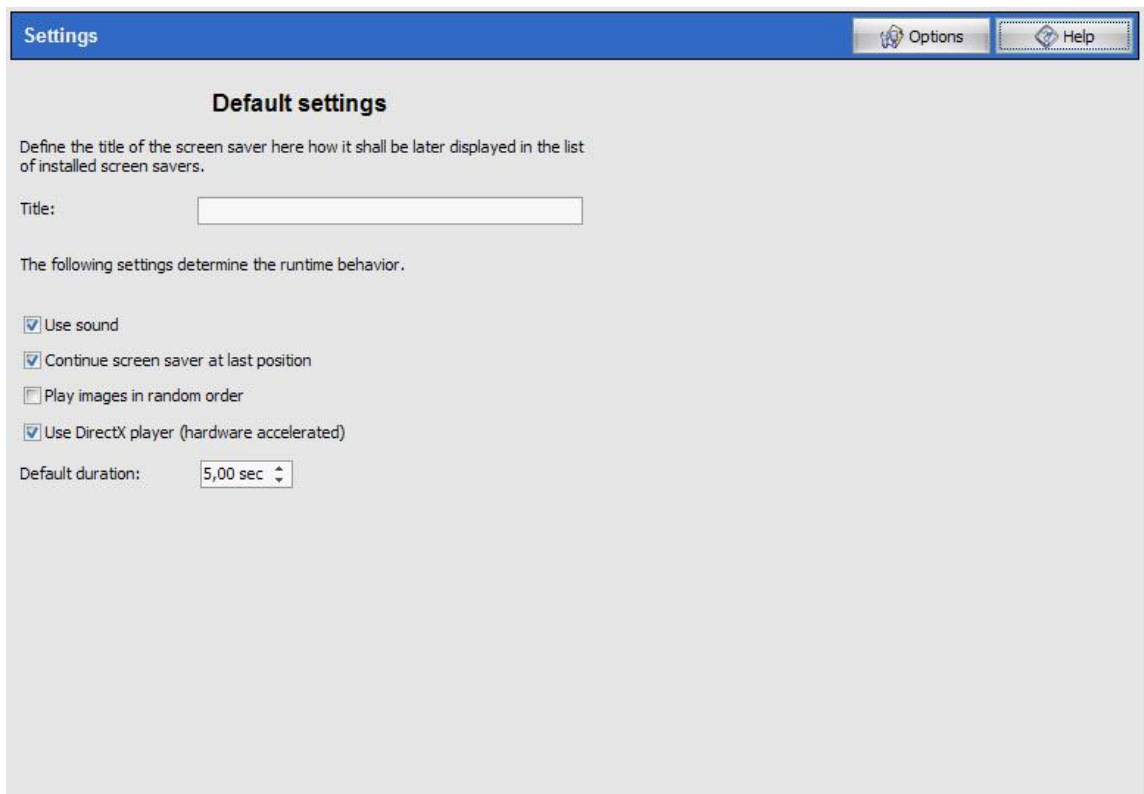 Settings
Options
Help
Default settings
Define the title of the screen saver here how it shall be later displayed in the list
of installed screen savers.
Title:
The following settings determine the runtime behavior.
Use sound
Continue screen saver at last position
Play images in random order
Use DirectX player (hardware accelerated)
Default duration: 5,00 sec